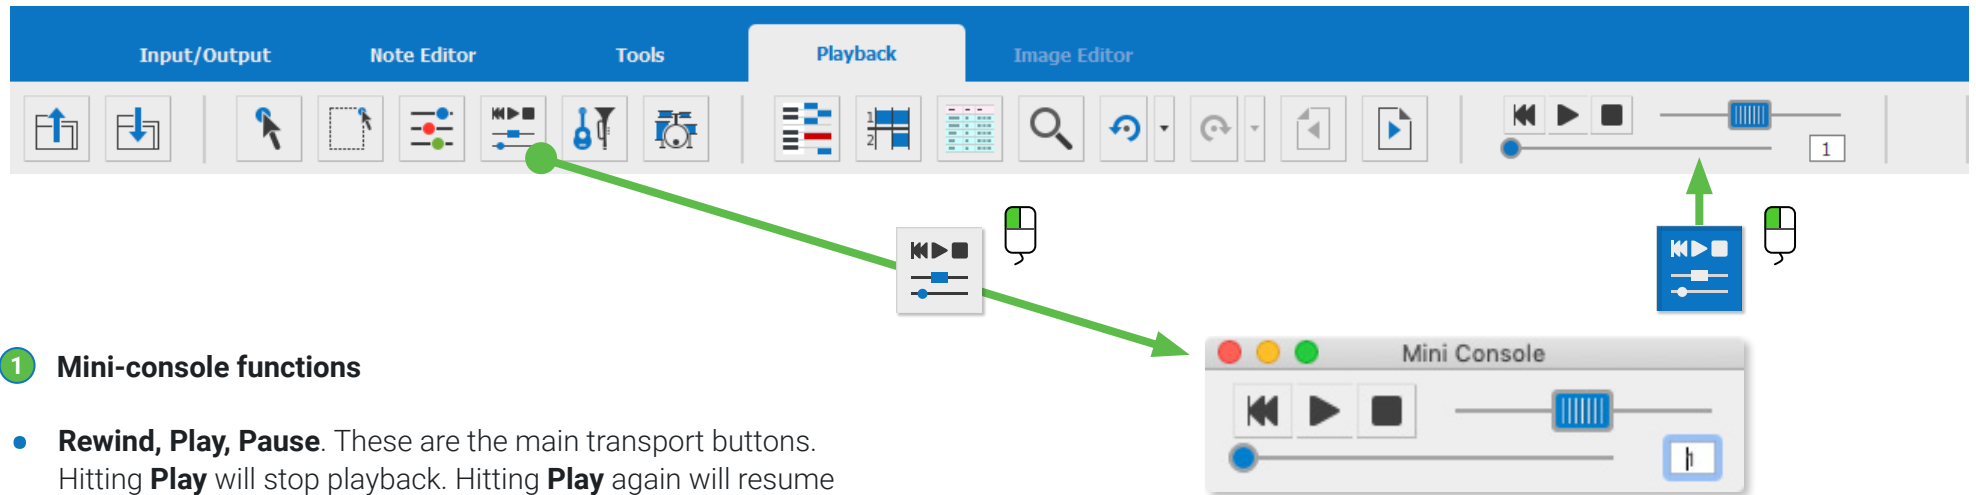 Input/Output Note Editor Tools Playback Image Editor
1
2
1
Mini Console
1 Mini-console functions
1
• Rewind, Play, Pause. These are the main transport buttons.
Hitting Play will stop playback. Hitting Play again will resume